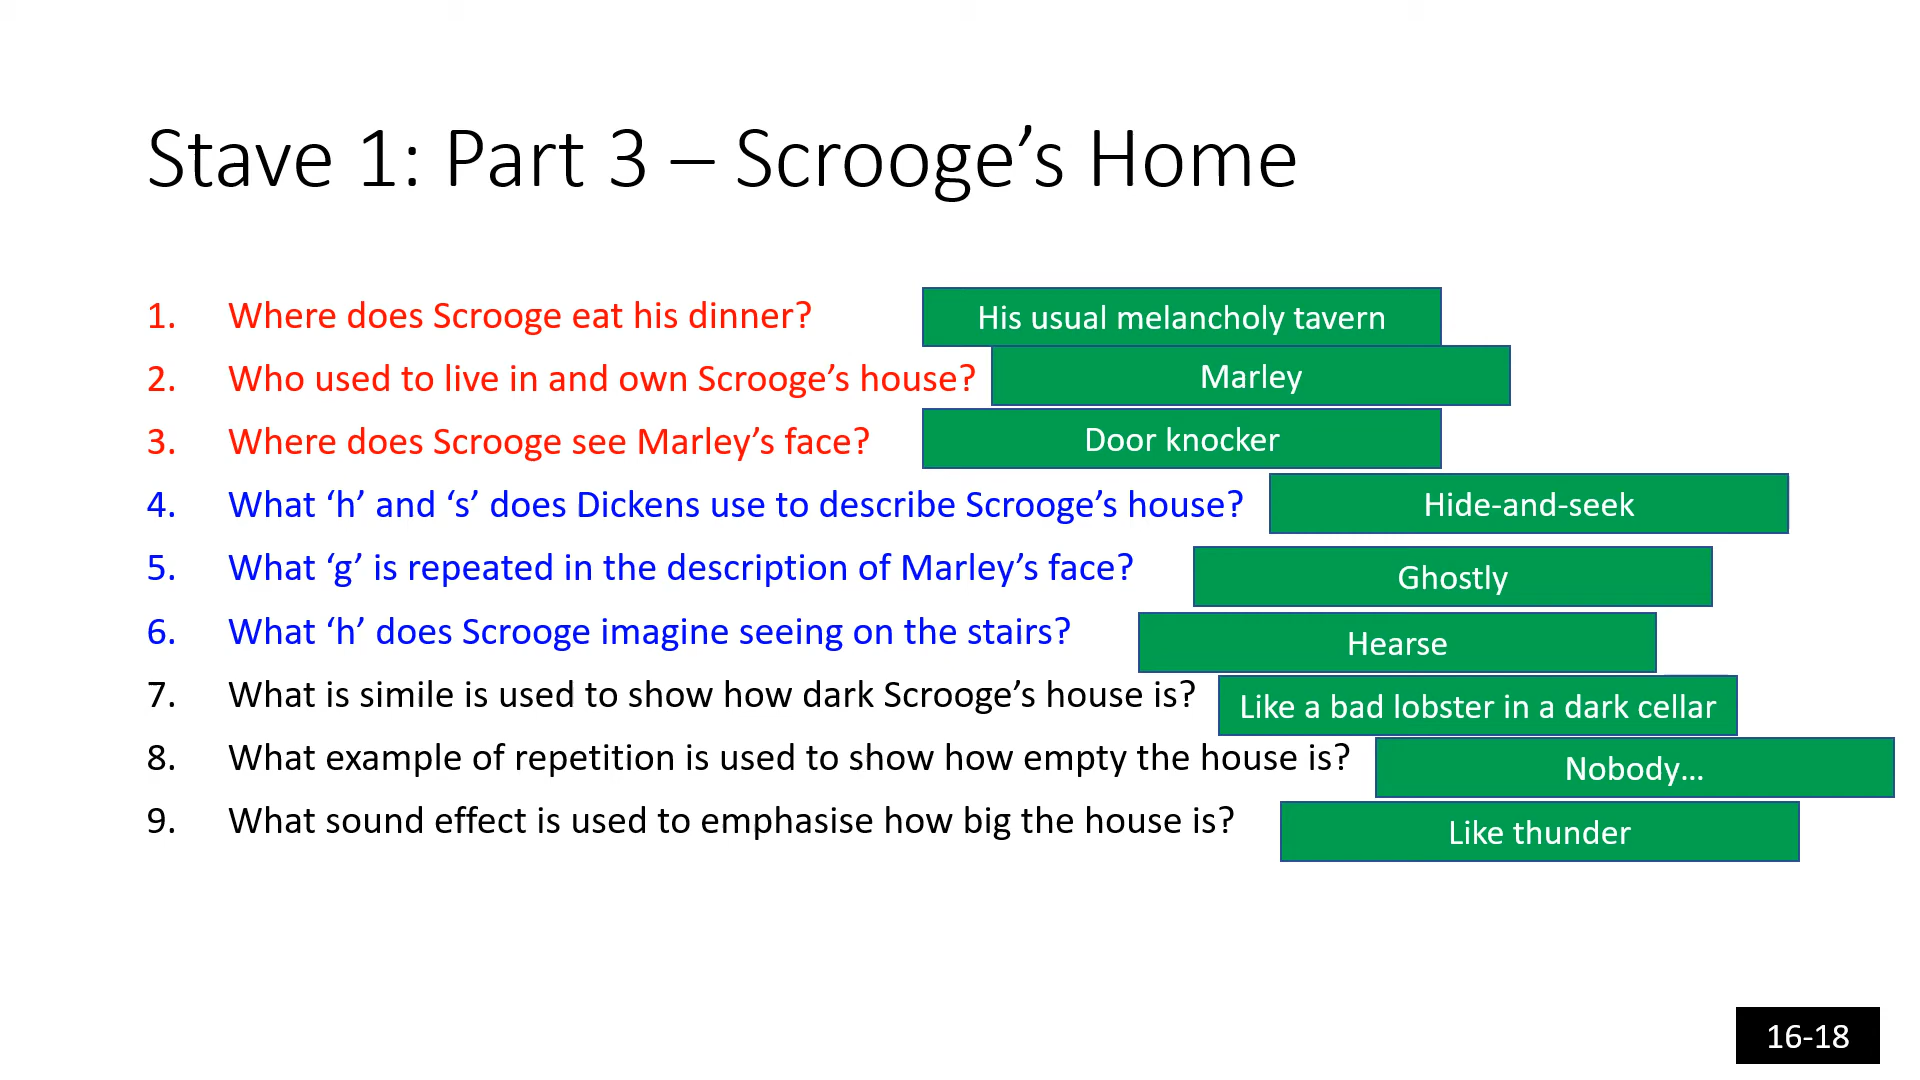 Stave 1: Part 3 – Scrooge’s Home
1. Where does Scrooge eat his dinner? His usual melancholy tavern
2. Who used to live in and own Scrooge’s house? Marley
3. Where does Scrooge see Marley’s face? Door knocker
4. What ‘h’ and ‘s’ does Dickens use to describe Scrooge’s house? Hide-and-seek
5. What ‘g’ is repeated in the description of Marley’s face? Ghostly
6. What ‘h’ does Scrooge imagine seeing on the stairs? Hearse
7. What is simile is used to show how dark Scrooge’s house is? Like a bad lobster in a dark cellar
8. What example of repetition is used to show how empty the house is? Nobody…
9. What sound effect is used to emphasise how big the house is? Like thunder
16-18